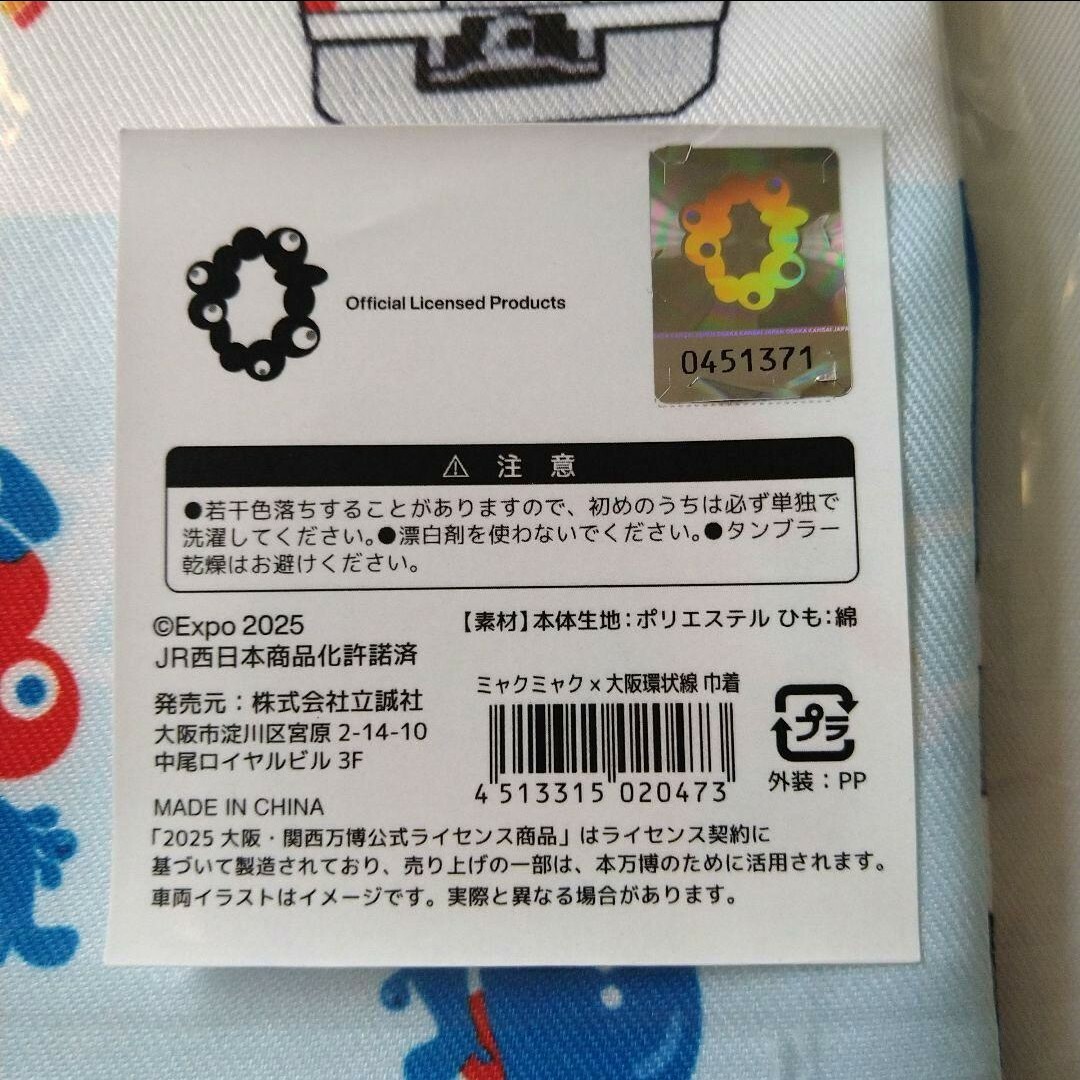 Official Licensed Products
OSAKA KANSAI JAPAN
0451371
⚠ 注 意
●若干色落ちすることがありますので、初めのうちは必ず単独で
洗濯してください。●漂白剤を使わないでください。●タンブラー
乾燥はお避けください。
©Expo 2025
JR西日本商品化許諾済
【素材】本体生地：ポリエステル ひも：綿
発売元：株式会社立誠社
大阪市淀川区宮原 2-14-10
中尾ロイヤルビル 3F
ミャクミャク × 大阪環状線 巾着
4 513315 020473
プラ
外装：PP
MADE IN CHINA
「2025 大阪・関西万博公式ライセンス商品」はライセンス契約に
基づいて製造されており、売り上げの一部は、本万博のために活用されます。
車両イラストはイメージです。実際と異なる場合があります。